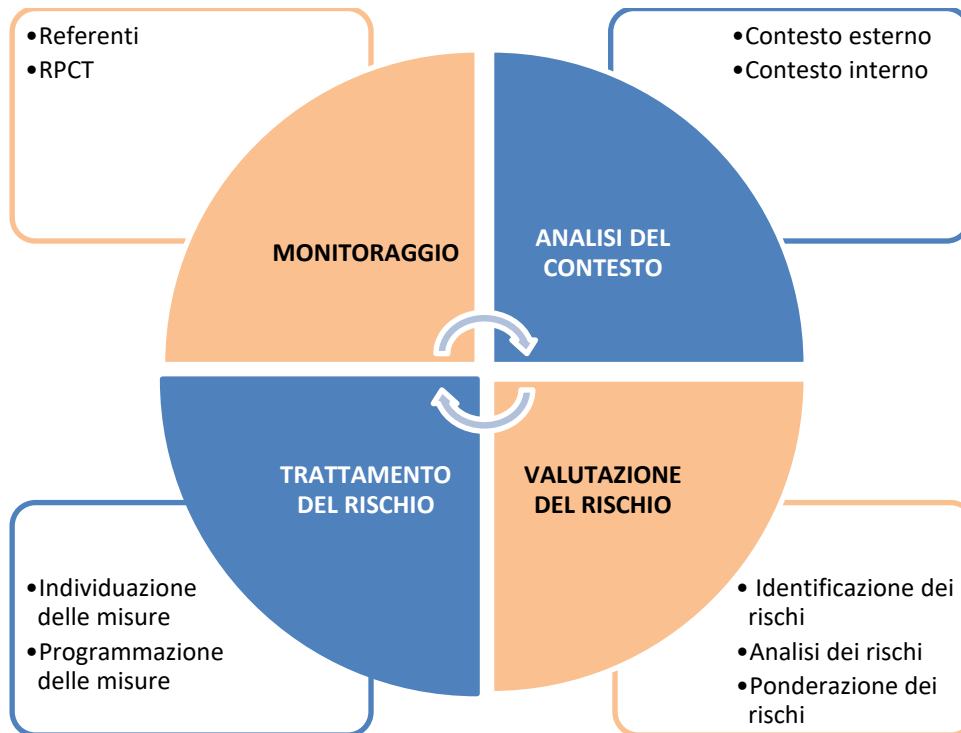 •Referenti
•RPCT
•Contesto esterno
•Contesto interno
MONITORAGGIO
ANALISI DEL
CONTESTO
TRATTAMENTO
DEL RISCHIO
VALUTAZIONE
DEL RISCHIO
•Individuazione
delle misure
•Programmazione
delle misure
• Identificazione dei
rischi
•Analisi dei rischi
•Ponderazione dei
rischi